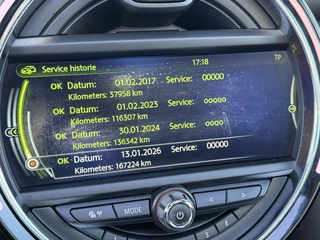 Service historie 17:18 TP
OK Datum: 01.02.2017 Service: 00000
Kilometers: 37958 km
OK Datum: 01.02.2023 Service: 00000
Kilometers: 116307 km
OK Datum: 30.01.2024 Service: 00000
Kilometers: 136342 km
OK Datum: 13.01.2026 Service: 00000
Kilometers: 167224 km
MODE